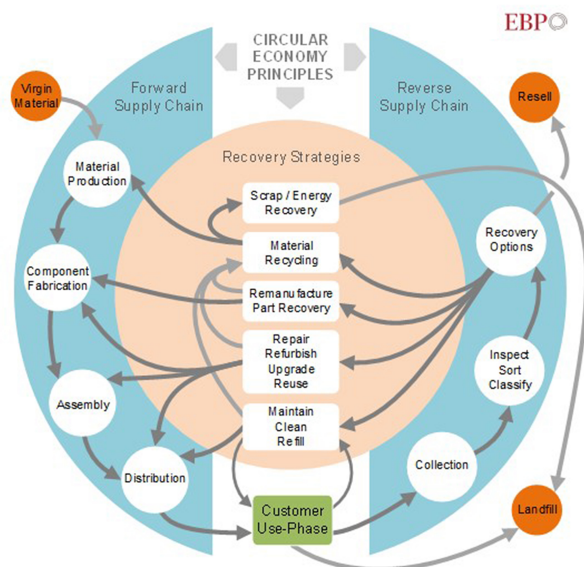 EBP
CIRCULAR
ECONOMY
PRINCIPLES
Forward
Supply Chain
Reverse
Supply Chain
Virgin
Material
Resell
Recovery Strategies
Material
Production
Scrap / Energy
Recovery
Recovery
Options
Material
Recycling
Component
Fabrication
Remanufacture
Part Recovery
Repair
Refurbish
Upgrade
Reuse
Inspect
Sort
Classify
Assembly
Maintain
Clean
Refill
Distribution
Collection
Customer
Use-Phase
Landfill